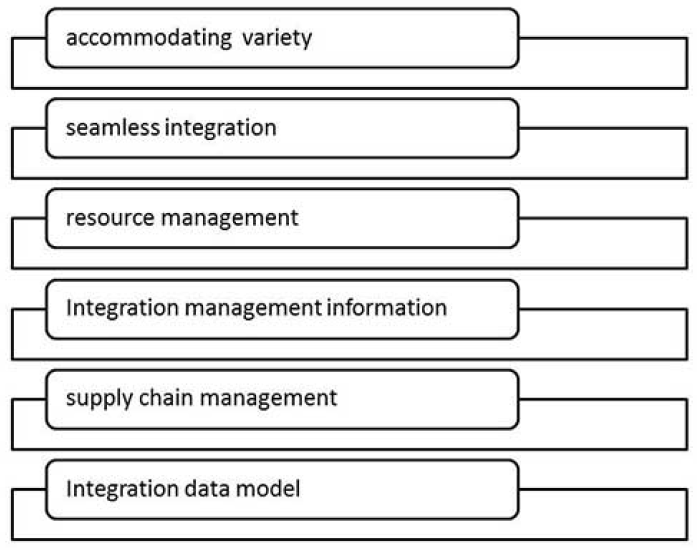 accommodating variety
seamless integration
resource management
Integration management information
supply chain management
Integration data model